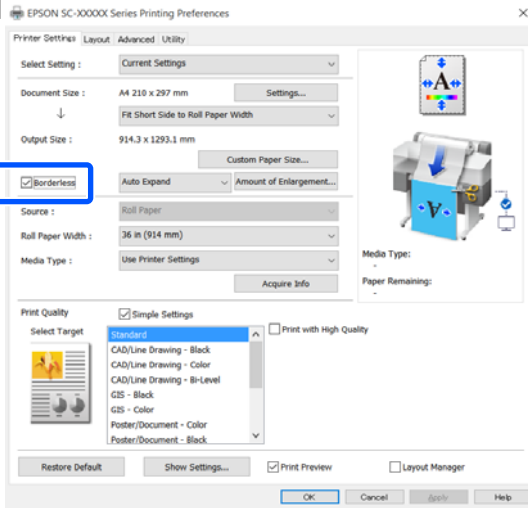 EPSON SC-XXXXX Series Printing Preferences
Printer Settings Layout Advanced Utility
Select Setting : Current Settings
Document Size : A4 210 x 297 mm Settings...
Fit Short Side to Roll Paper Width
Output Size : 914.3 x 1293.1 mm
Custom Paper Size...
Borderless Auto Expand Amount of Enlargement...
Source : Roll Paper
Roll Paper Width : 36 in (914 mm)
Media Type : Use Printer Settings
Acquire Info
A
A
Media Type:
-
Paper Remaining:
-
Print Quality Simple Settings
Select Target Standard Print with High Quality
CAD/Line Drawing - Black
CAD/Line Drawing - Color
CAD/Line Drawing - Bi-Level
GIS - Black
GIS - Color
Poster/Document - Color
Poster/Document - Black
Restore Default Show Settings... Print Preview Layout Manager
OK Cancel Apply Help